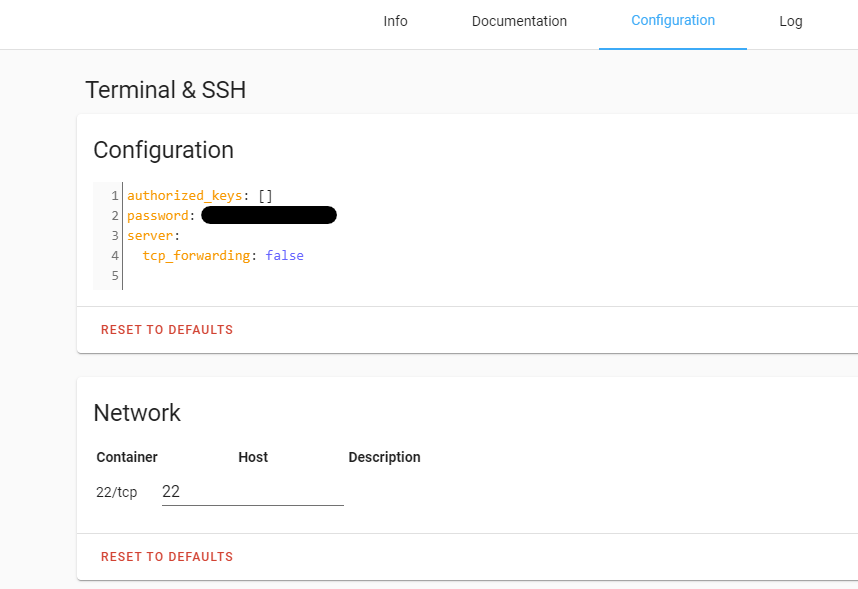 Info Documentation Configuration Log
Terminal & SSH
Configuration
1 authorized_keys: []
2 password:
3 server:
4   tcp_forwarding: false
5
RESET TO DEFAULTS
Network
Container Host Description
22/tcp 22
RESET TO DEFAULTS